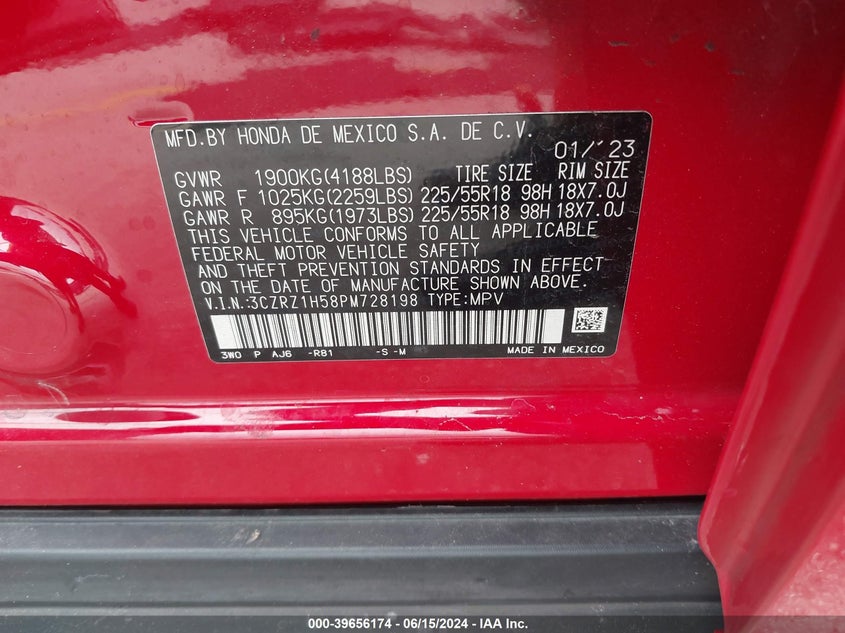 MFD.BY HONDA DE MEXICO S.A. DE C.V.
01/'23
GVWR 1900KG(4188LBS) TIRE SIZE RIM SIZE
GAWR F 1025KG(2259LBS) 225/55R18 98H 18X7.0J
GAWR R 895KG(1973LBS) 225/55R18 98H 18X7.0J
THIS VEHICLE CONFORMS TO ALL APPLICABLE
FEDERAL MOTOR VEHICLE SAFETY
AND THEFT PREVENTION STANDARDS IN EFFECT
ON THE DATE OF MANUFACTURE SHOWN ABOVE.
V.I.N.:3CZRZ1H58PM728198 TYPE:MPV
3W0 P AJ6 -RB1 -S -M MADE IN MEXICO
000-39656174 - 06/15/2024 - IAA Inc.